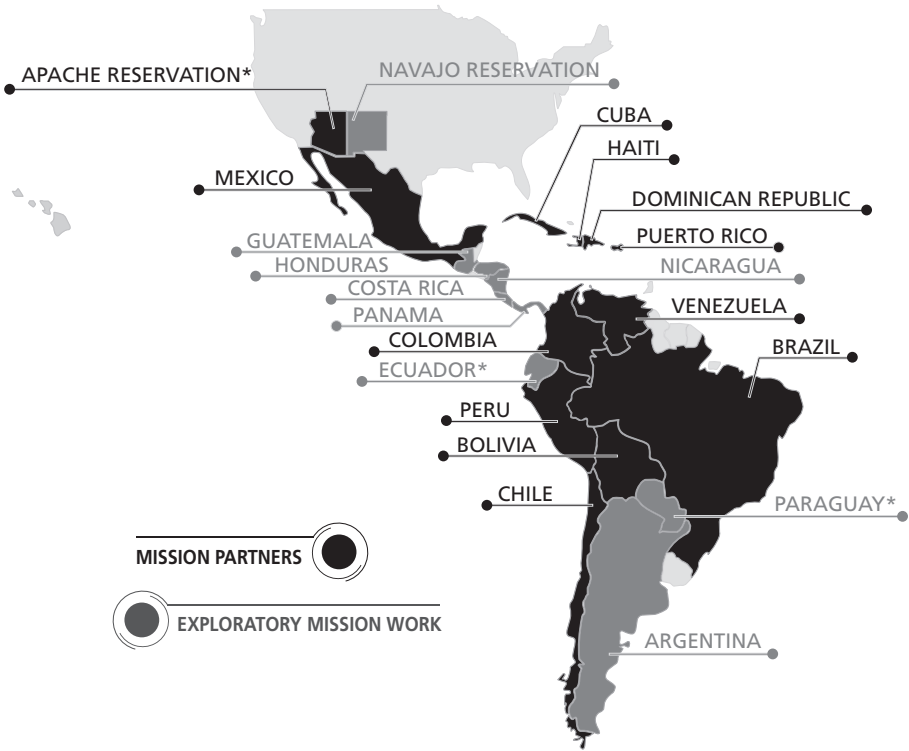 APACHE RESERVATION*
NAVAJO RESERVATION
CUBA
HAITI
MEXICO
DOMINICAN REPUBLIC
PUERTO RICO
GUATEMALA
HONDURAS
NICARAGUA
COSTA RICA
VENEZUELA
PANAMA
COLOMBIA
BRAZIL
ECUADOR*
PERU
BOLIVIA
CHILE
PARAGUAY*
MISSION PARTNERS
EXPLORATORY MISSION WORK
ARGENTINA